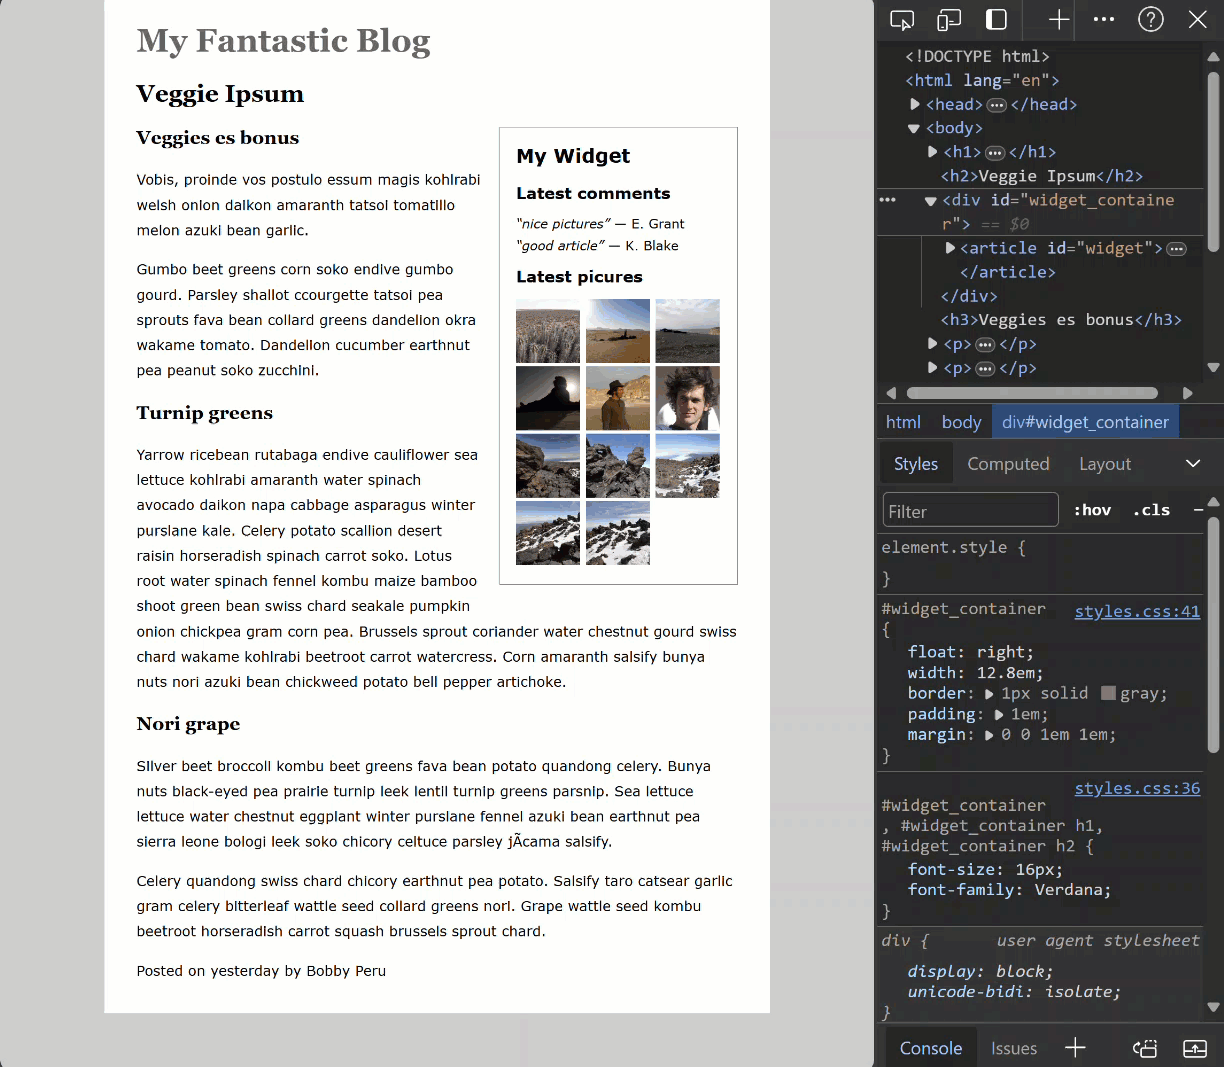 My Fantastic Blog
Veggie Ipsum
Veggies es bonus
Vobis, proinde vos postulo essum magis kohlrabi
welsh onion daikon amaranth tatsoi tomatillo
melon azuki bean garlic.
Gumbo beet greens corn soko endive gumbo
gourd. Parsley shallot ccourgette tatsoi pea
sprouts fava bean collard greens dandelion okra
wakame tomato. Dandelion cucumber earthnut
pea peanut soko zucchini.
Turnip greens
Yarrow ricebean rutabaga endive cauliflower sea
lettuce kohlrabi amaranth water spinach
avocado daikon napa cabbage asparagus winter
purslane kale. Celery potato scallion desert
raisin horseradish spinach carrot soko. Lotus
root water spinach fennel kombu maize bamboo
shoot green bean swiss chard seakale pumpkin
onion chickpea gram corn pea. Brussels sprout coriander water chestnut gourd swiss
chard wakame kohlrabi beetroot carrot watercress. Corn amaranth salsify bunya
nuts nori azuki bean chickweed potato bell pepper artichoke.
Nori grape
Silver beet broccoli kombu beet greens fava bean potato quandong celery. Bunya
nuts black-eyed pea prairie turnip leek lentil turnip greens parsnip. Sea lettuce
lettuce water chestnut eggplant winter purslane fennel azuki bean earthnut pea
sierra leone bologi leek soko chicory celtuce parsley jÃcama salsify.
Celery quandong swiss chard chicory earthnut pea potato. Salsify taro catsear garlic
gram celery bitterleaf wattle seed collard greens nori. Grape wattle seed kombu
beetroot horseradish carrot squash brussels sprout chard.
Posted on yesterday by Bobby Peru
My Widget
Latest comments
“nice pictures” — E. Grant
“good article” — K. Blake
Latest picures
<!DOCTYPE html>
<html lang="en">
<head> ••• </head>
<body>
<h1> ••• </h1>
<h2>Veggie Ipsum</h2>
••• <div id="widget_containe
r"> == $0
<article id="widget"> •••
</article>
</div>
<h3>Veggies es bonus</h3>
<p> ••• </p>
<p> ••• </p>
html body div#widget_container
Styles Computed Layout
Filter :hov .cls
element.style {
}
#widget_container styles.css:41
{
float: right;
width: 12.8em;
border: 1px solid gray;
padding: 1em;
margin: 0 0 1em 1em;
}
styles.css:36
#widget_container
, #widget_container h1,
#widget_container h2 {
font-size: 16px;
font-family: Verdana;
}
div { user agent stylesheet
display: block;
unicode-bidi: isolate;
}
Console Issues